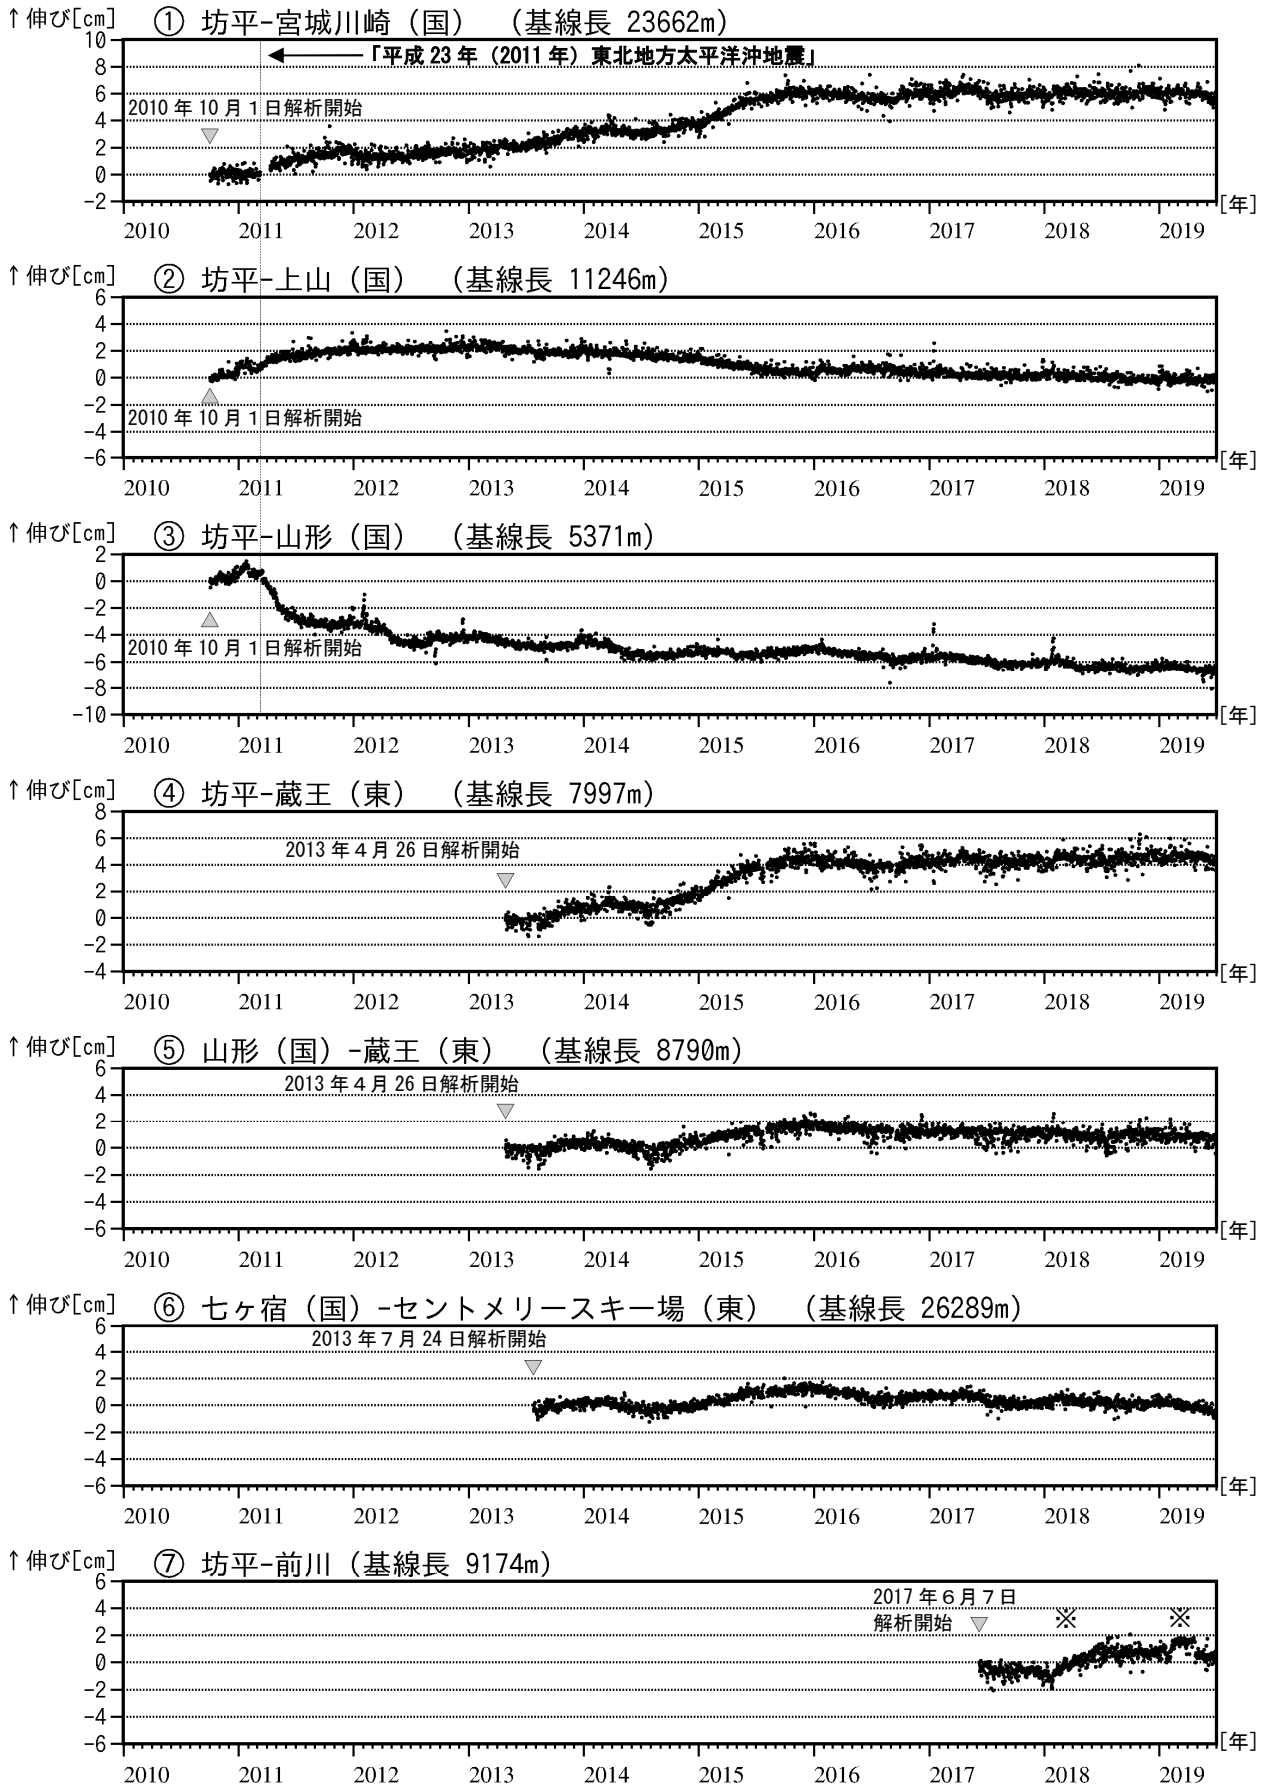 ↑伸び[cm] ① 坊平-宮城川崎（国） （基線長 23662m）
10
「平成 23 年（2011 年）東北地方太平洋沖地震」
8
6
2010 年 10 月 1 日解析開始
4
2
0
-2
[年]
2010 2011 2012 2013 2014 2015 2016 2017 2018 2019
↑伸び[cm] ② 坊平-上山（国） （基線長 11246m）
6
4
2
0
-2
2010 年 10 月 1 日解析開始
-4
-6
[年]
2010 2011 2012 2013 2014 2015 2016 2017 2018 2019
↑伸び[cm] ③ 坊平-山形（国） （基線長 5371m）
2
0
-2
-4
2010 年 10 月 1 日解析開始
-6
-8
-10
[年]
2010 2011 2012 2013 2014 2015 2016 2017 2018 2019
↑伸び[cm] ④ 坊平-蔵王（東） （基線長 7997m）
8
6
2013 年 4 月 26 日解析開始
4
2
0
-2
-4
[年]
2010 2011 2012 2013 2014 2015 2016 2017 2018 2019
↑伸び[cm] ⑤ 山形（国）-蔵王（東） （基線長 8790m）
6
2013 年 4 月 26 日解析開始
4
2
0
-2
-4
-6
[年]
2010 2011 2012 2013 2014 2015 2016 2017 2018 2019
↑伸び[cm] ⑥ 七ヶ宿（国）-セントメリースキー場（東） （基線長 26289m）
6
2013 年 7 月 24 日解析開始
4
2
0
-2
-4
-6
[年]
2010 2011 2012 2013 2014 2015 2016 2017 2018 2019
↑伸び[cm] ⑦ 坊平-前川（基線長 9174m）
6
2017 年 6 月 7 日
4
※ ※
解析開始
2
0
-2
-4
-6
[年]
2010 2011 2012 2013 2014 2015 2016 2017 2018 2019